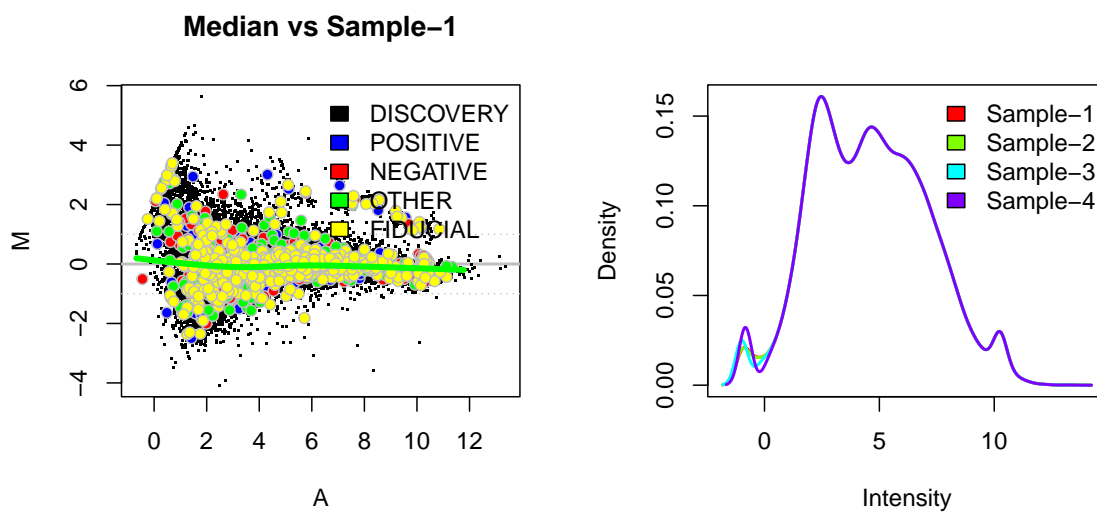 Median vs Sample−1
M
6
4
2
0
−2
−4
DISCOVERY
POSITIVE
NEGATIVE
OTHER
FIDUCIAL
0 2 4 6 8 10 12
A
Density
0.15
0.10
0.05
0.00
Sample−1
Sample−2
Sample−3
Sample−4
0 5 10
Intensity